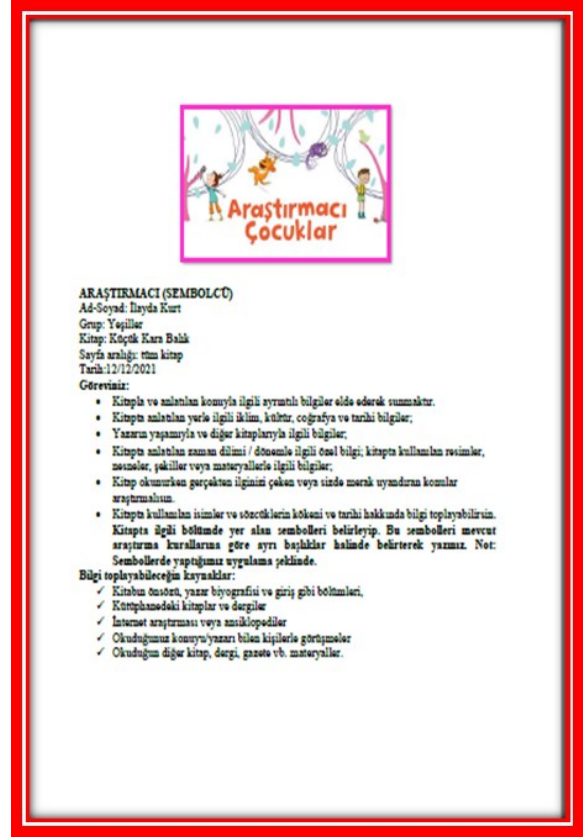 Araştırmacı
Çocuklar
ARAŞTIRMACI (SEMBOLCÜ)
Ad-Soyad: İlayda Kurt
Grup: Yeşiller
Kitap: Küçük Kara Balık
Sayfa aralığı: tüm kitap
Tarih:12/12/2021
Göreviniz:
• Kitapla ve anlatılan konuyla ilgili ayrıntılı bilgiler elde ederek sunmaktır.
• Kitapta anlatılan yerle ilgili iklim, kültür, coğrafya ve tarihi bilgiler;
• Yazarın yaşamıyla ve diğer kitaplarıyla ilgili bilgiler;
• Kitapta anlatılan zaman dilimi / dönemle ilgili özel bilgi; kitapta kullanılan resimler,
nesneler, şekiller veya materyallerle ilgili bilgiler;
• Kitap okunurken gerçekten ilginizi çeken veya sizde merak uyandıran konular
araştırmalısın.
• Kitapta kullanılan isimler ve sözcüklerin kökeni ve tarihi hakkında bilgi toplayabilirsin.
Kitapta ilgili bölümde yer alan sembolleri belirleyip. Bu sembolleri mevcut
araştırma kurallarına göre ayrı başlıklar halinde belirterek yazınız. Not:
Sembollerde yaptığımız uygulama şeklinde.
Bilgi toplayabileceğin kaynaklar:
✓ Kitabın önsözü, yazar biyografisi ve giriş gibi bölümleri,
✓ Kütüphanedeki kitaplar ve dergiler
✓ İnternet araştırması veya ansiklopediler
✓ Okuduğunuz konuyu/yazarı bilen kişilerle görüşmeler
✓ Okuduğun diğer kitap, dergi, gazete vb. materyaller.